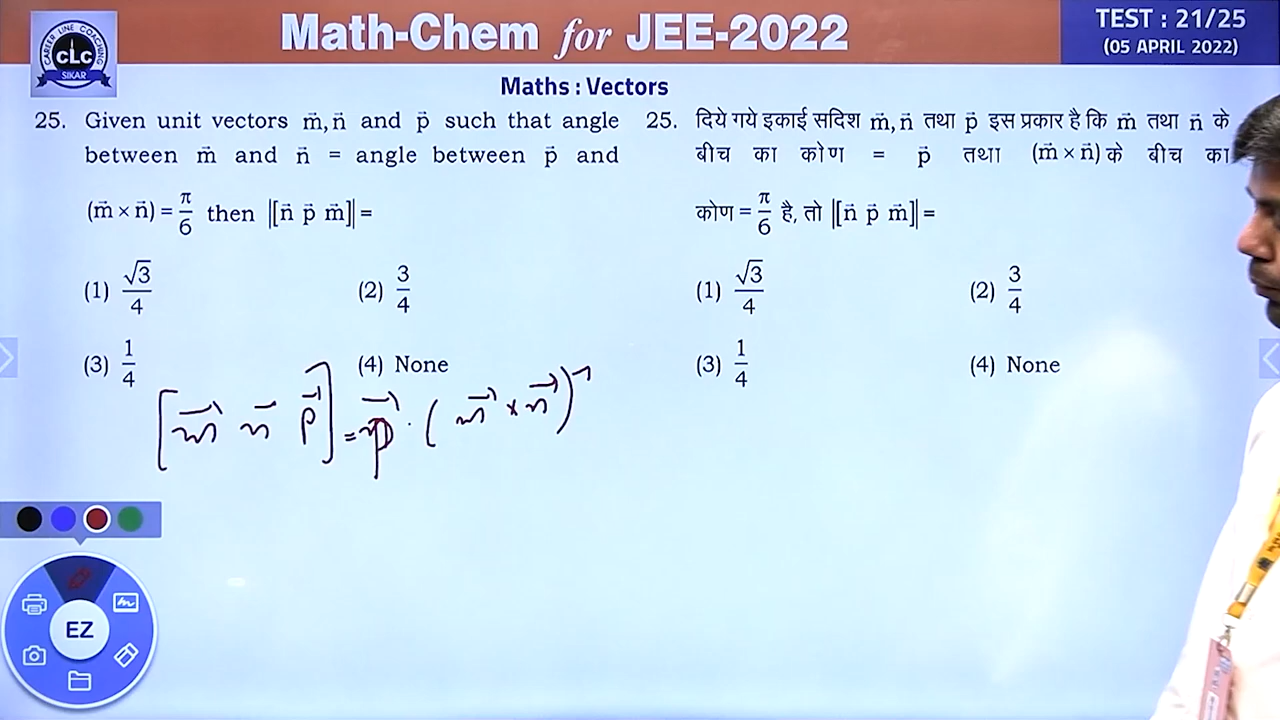 CAREER LINE COACHING
CLC
SIKAR
Math-Chem for JEE-2022
TEST : 21/25
(05 APRIL 2022)
Maths : Vectors
25. Given unit vectors m⃗, n⃗ and p⃗ such that angle
between m⃗ and n⃗ = angle between p⃗ and
(m⃗ × n⃗) = π/6 then |[n⃗ p⃗ m⃗]| =
(1) √3/4 (2) 3/4
(3) 1/4 (4) None
25. दिये गये इकाई सदिश m⃗, n⃗ तथा p⃗ इस प्रकार है कि m⃗ तथा n⃗ के
बीच का कोण = p⃗ तथा (m⃗ × n⃗) के बीच का
कोण = π/6 है, तो |[n⃗ p⃗ m⃗]| =
(1) √3/4 (2) 3/4
(3) 1/4 (4) None
[m⃗ n⃗ p⃗] = p⃗ · (m⃗ × n⃗)
EZ